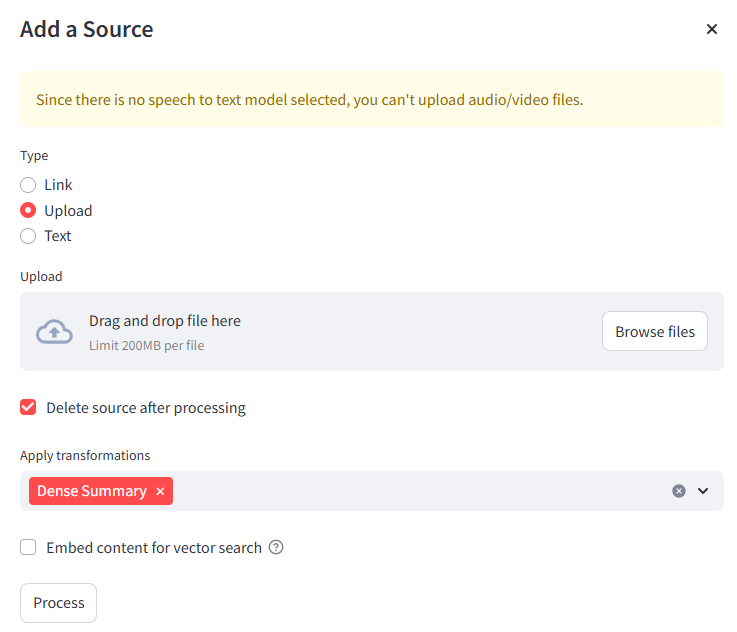 Add a Source
Since there is no speech to text model selected, you can't upload audio/video files.
Type
Link
Upload
Text
Upload
Drag and drop file here
Limit 200MB per file
Browse files
Delete source after processing
Apply transformations
Dense Summary
Embed content for vector search
Process